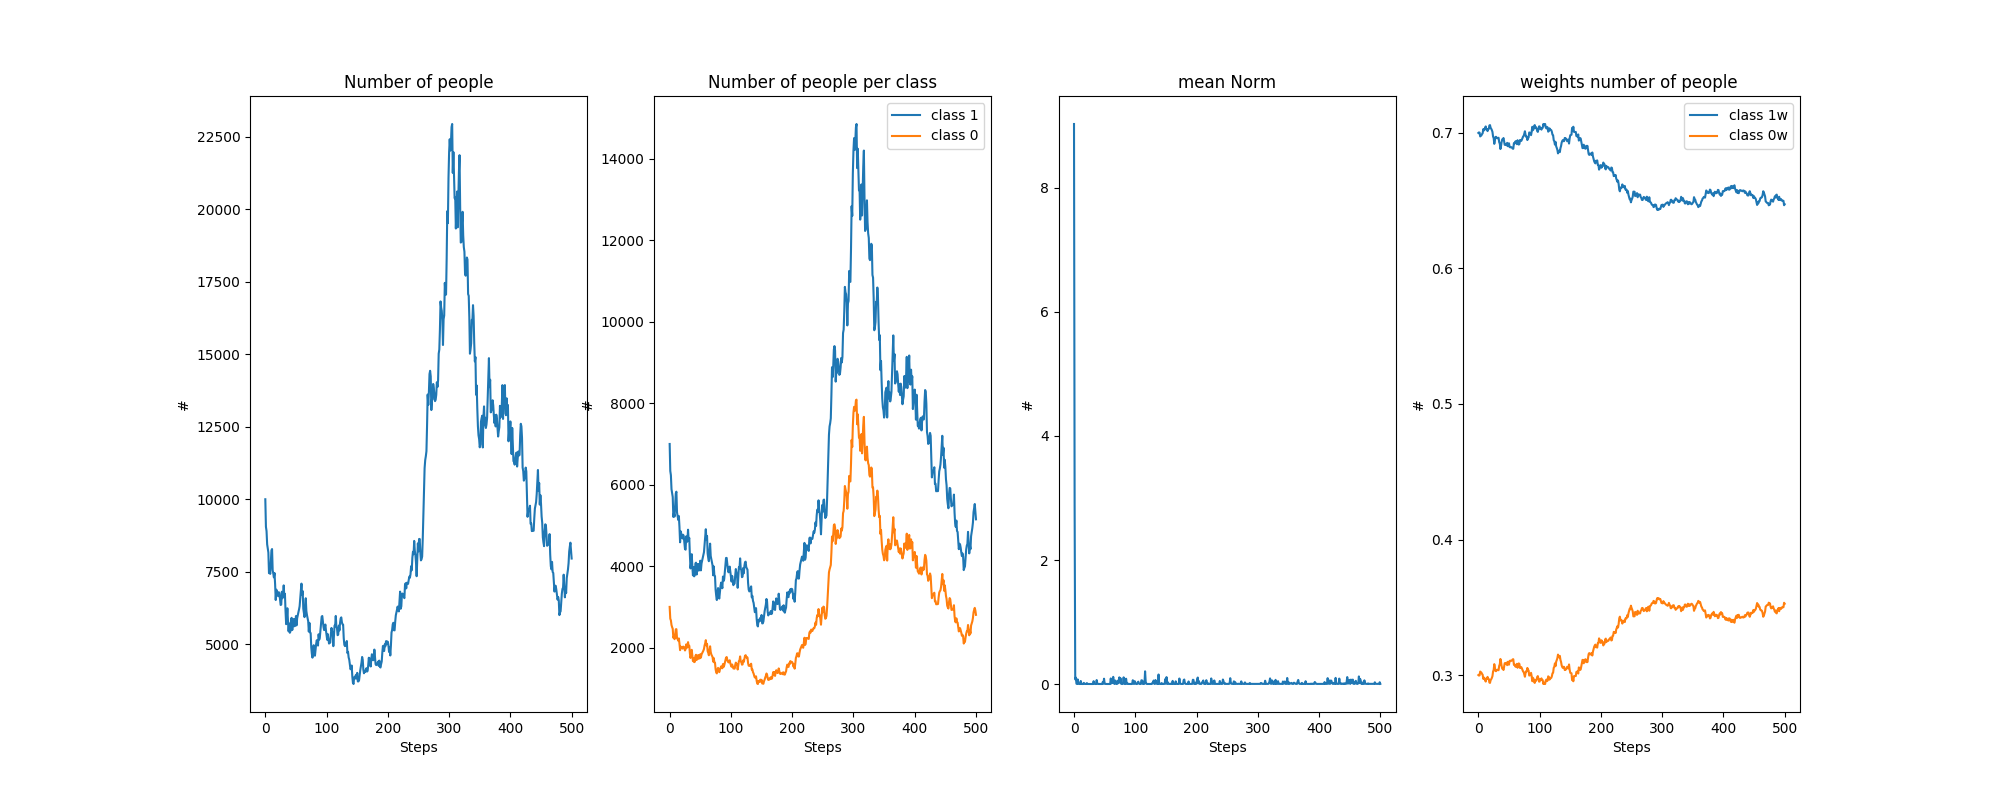 Number of people
22500
20000
17500
15000
12500
10000
7500
5000
#
0 100 200 300 400 500
Steps
Number of people per class
class 1
class 0
14000
12000
10000
8000
6000
4000
2000
#
0 100 200 300 400 500
Steps
mean Norm
8
6
4
2
0
#
0 100 200 300 400 500
Steps
weights number of people
class 1w
class 0w
0.7
0.6
0.5
0.4
0.3
#
0 100 200 300 400 500
Steps